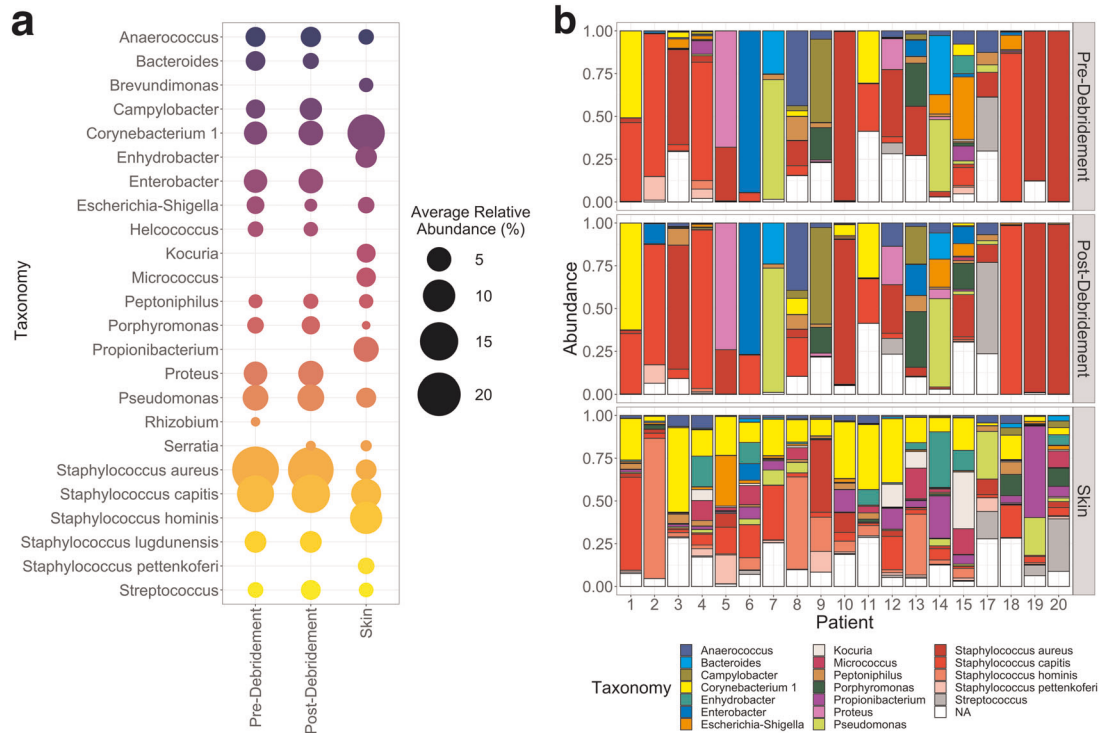 a
Taxonomy
Anaerococcus
Bacteroides
Brevundimonas
Campylobacter
Corynebacterium 1
Enhydrobacter
Enterobacter
Escherichia-Shigella
Helcococcus
Kocuria
Micrococcus
Peptoniphilus
Porphyromonas
Propionibacterium
Proteus
Pseudomonas
Rhizobium
Serratia
Staphylococcus aureus
Staphylococcus capitis
Staphylococcus hominis
Staphylococcus lugdunensis
Staphylococcus pettenkoferi
Streptococcus
Pre-Debridement
Post-Debridement
Skin
Average Relative
Abundance (%)
5
10
15
20
b
Abundance
1.00
0.75
0.50
0.25
0.00
Pre-Debridement
1.00
0.75
0.50
0.25
0.00
Post-Debridement
1.00
0.75
0.50
0.25
0.00
Skin
1 2 3 4 5 6 7 8 9 10 11 12 13 14 15 17 18 19 20
Patient
Taxonomy
Anaerococcus
Bacteroides
Campylobacter
Corynebacterium 1
Enhydrobacter
Enterobacter
Escherichia-Shigella
Kocuria
Micrococcus
Peptoniphilus
Porphyromonas
Propionibacterium
Proteus
Pseudomonas
Staphylococcus aureus
Staphylococcus capitis
Staphylococcus hominis
Staphylococcus pettenkoferi
Streptococcus
NA